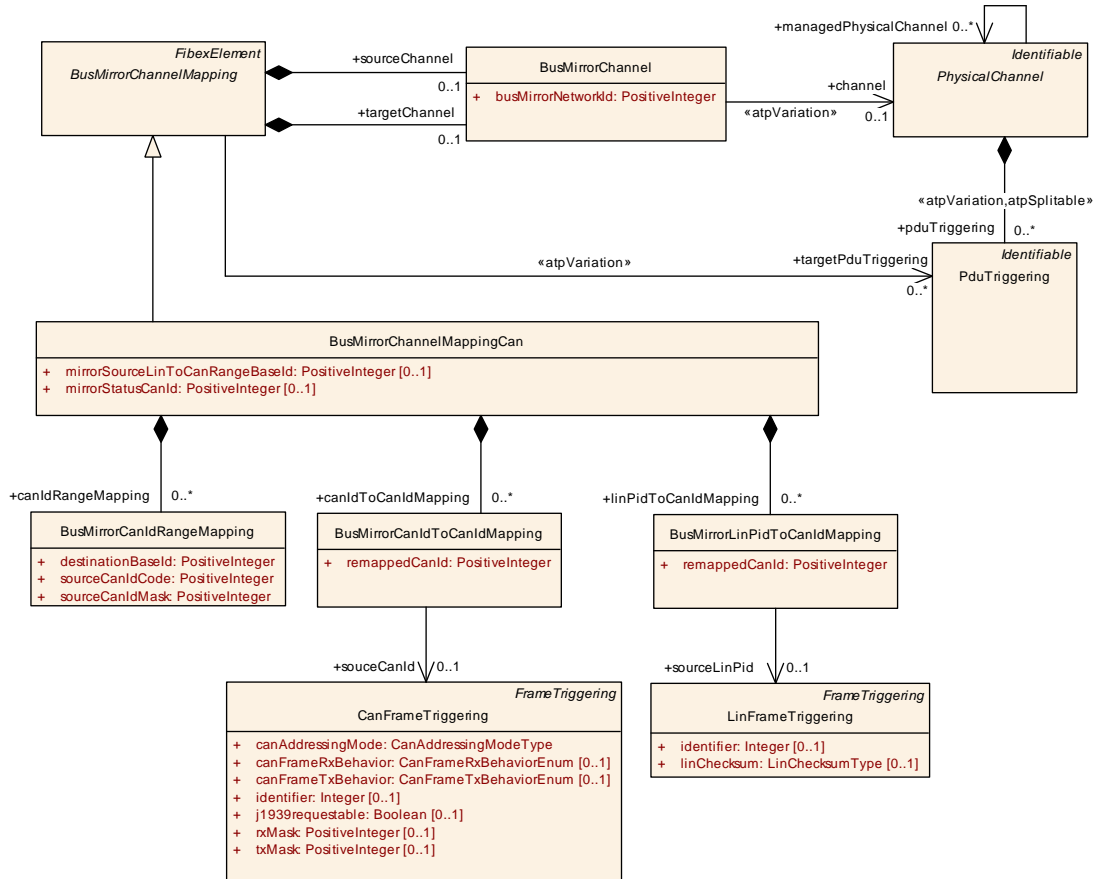 +managedPhysicalChannel 0..*
FibexElement
BusMirrorChannelMapping
+sourceChannel
0..1
+targetChannel
0..1
BusMirrorChannel
+ busMirrorNetworkId: PositiveInteger
+channel
«atpVariation»
0..1
Identifiable
PhysicalChannel
«atpVariation,atpSplitable»
+pduTriggering
0..*
«atpVariation»
+targetPduTriggering
0..*
Identifiable
PduTriggering
BusMirrorChannelMappingCan
+ mirrorSourceLinToCanRangeBaseId: PositiveInteger [0..1]
+ mirrorStatusCanId: PositiveInteger [0..1]
+canIdRangeMapping
0..*
+canIdToCanIdMapping
0..*
+linPidToCanIdMapping
0..*
BusMirrorCanIdRangeMapping
+ destinationBaseId: PositiveInteger
+ sourceCanIdCode: PositiveInteger
+ sourceCanIdMask: PositiveInteger
BusMirrorCanIdToCanIdMapping
+ remappedCanId: PositiveInteger
BusMirrorLinPidToCanIdMapping
+ remappedCanId: PositiveInteger
+souceCanId
0..1
+sourceLinPid
0..1
FrameTriggering
CanFrameTriggering
+ canAddressingMode: CanAddressingModeType
+ canFrameRxBehavior: CanFrameRxBehaviorEnum [0..1]
+ canFrameTxBehavior: CanFrameTxBehaviorEnum [0..1]
+ identifier: Integer [0..1]
+ j1939requestable: Boolean [0..1]
+ rxMask: PositiveInteger [0..1]
+ txMask: PositiveInteger [0..1]
FrameTriggering
LinFrameTriggering
+ identifier: Integer [0..1]
+ linChecksum: LinChecksumType [0..1]